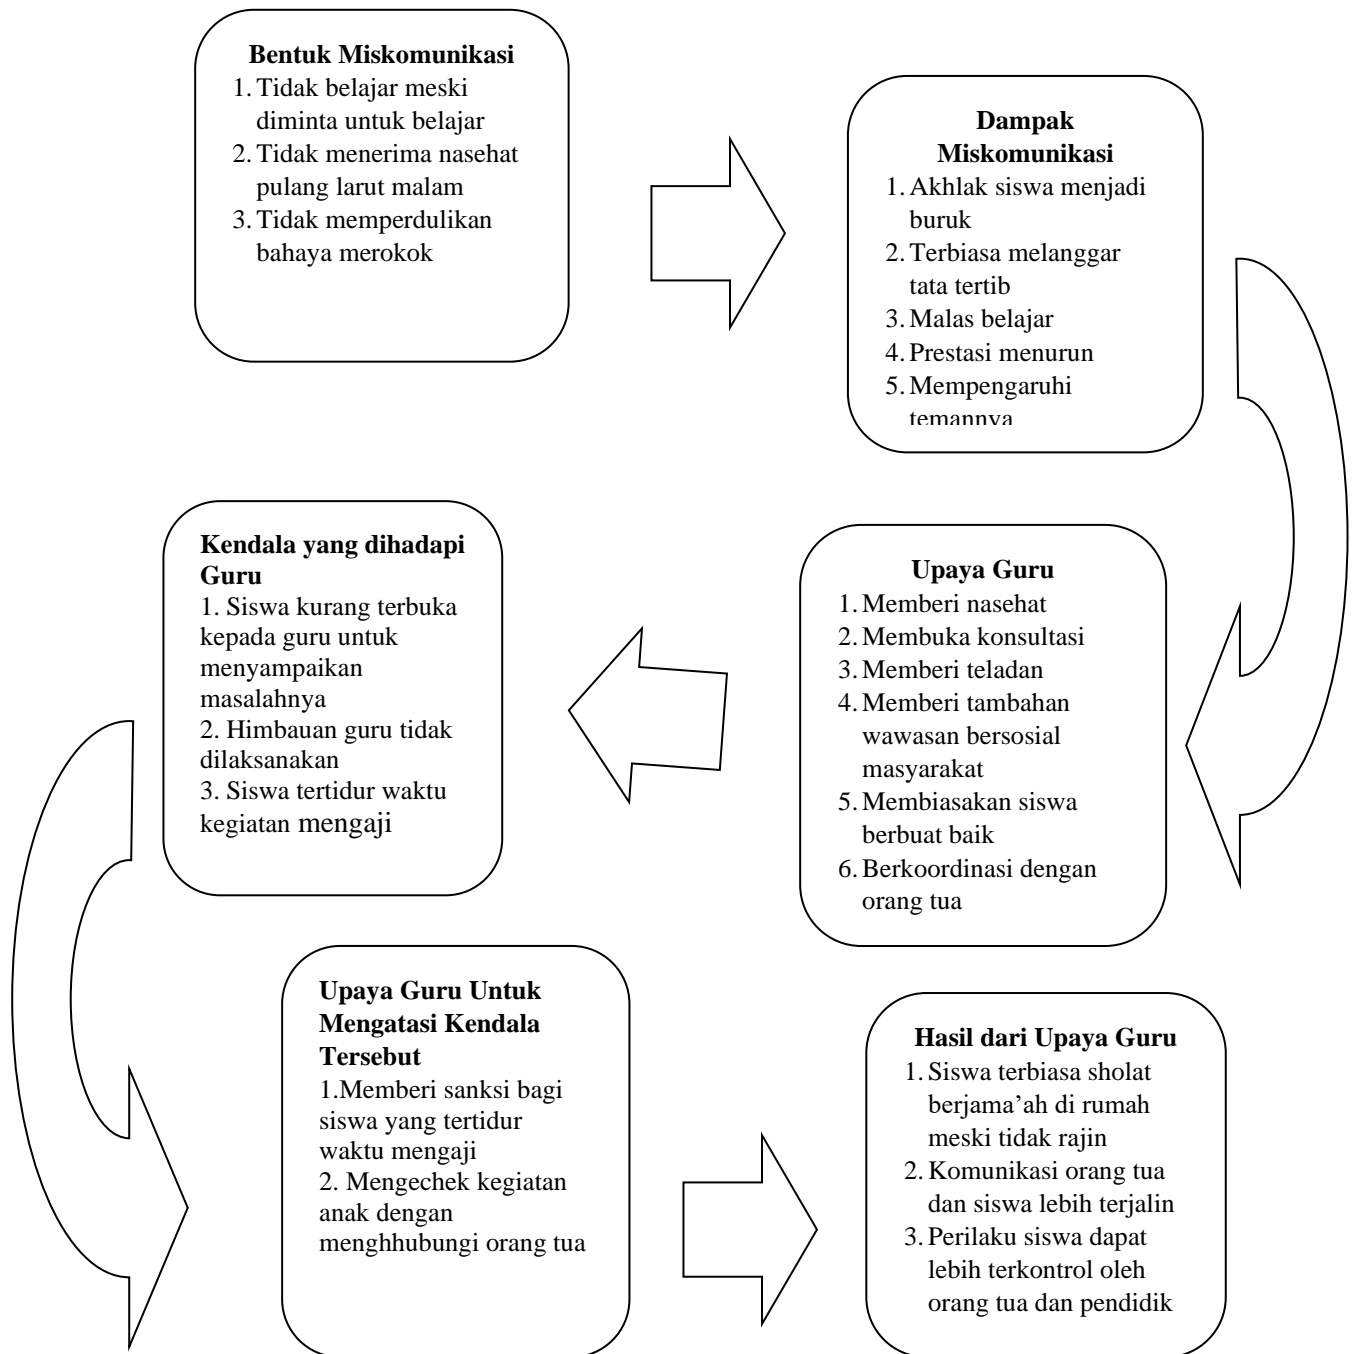 Bentuk Miskomunikasi
1. Tidak belajar meski
diminta untuk belajar
2. Tidak menerima nasehat
pulang larut malam
3. Tidak memperdulikan
bahaya merokok
Dampak
Miskomunikasi
1. Akhlak siswa menjadi
buruk
2. Terbiasa melanggar
tata tertib
3. Malas belajar
4. Prestasi menurun
5. Mempengaruhi
temannya
Upaya Guru
1. Memberi nasehat
2. Membuka konsultasi
3. Memberi teladan
4. Memberi tambahan
wawasan bersosial
masyarakat
5. Membiasakan siswa
berbuat baik
6. Berkoordinasi dengan
orang tua
Kendala yang dihadapi
Guru
1. Siswa kurang terbuka
kepada guru untuk
menyampaikan
masalahnya
2. Himbauan guru tidak
dilaksanakan
3. Siswa tertidur waktu
kegiatan mengaji
Upaya Guru Untuk
Mengatasi Kendala
Tersebut
1.Memberi sanksi bagi
siswa yang tertidur
waktu mengaji
2. Mengechek kegiatan
anak dengan
menghhubungi orang tua
Hasil dari Upaya Guru
1. Siswa terbiasa sholat
berjama’ah di rumah
meski tidak rajin
2. Komunikasi orang tua
dan siswa lebih terjalin
3. Perilaku siswa dapat
lebih terkontrol oleh
orang tua dan pendidik